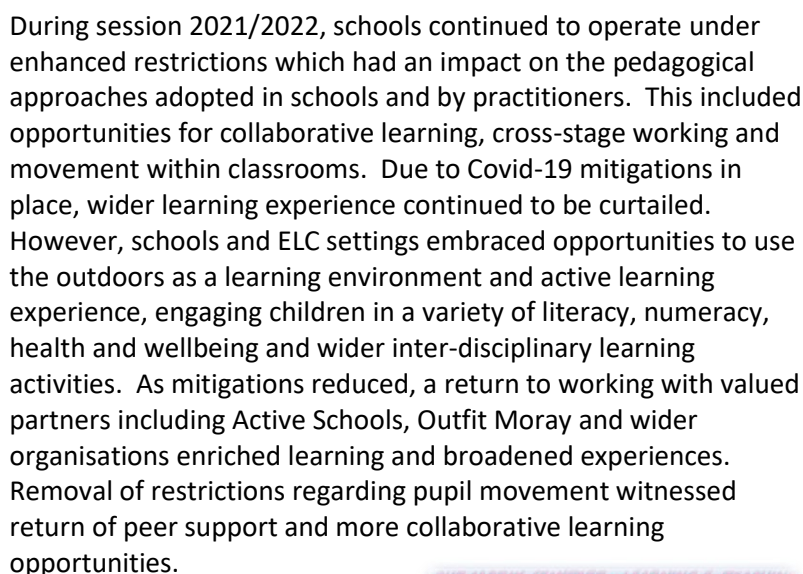 During session 2021/2022, schools continued to operate under
enhanced restrictions which had an impact on the pedagogical
approaches adopted in schools and by practitioners.  This included
opportunities for collaborative learning, cross-stage working and
movement within classrooms.  Due to Covid-19 mitigations in
place, wider learning experience continued to be curtailed.
However, schools and ELC settings embraced opportunities to use
the outdoors as a learning environment and active learning
experience, engaging children in a variety of literacy, numeracy,
health and wellbeing and wider inter-disciplinary learning
activities.  As mitigations reduced, a return to working with valued
partners including Active Schools, Outfit Moray and wider
organisations enriched learning and broadened experiences.
Removal of restrictions regarding pupil movement witnessed
return of peer support and more collaborative learning
opportunities.